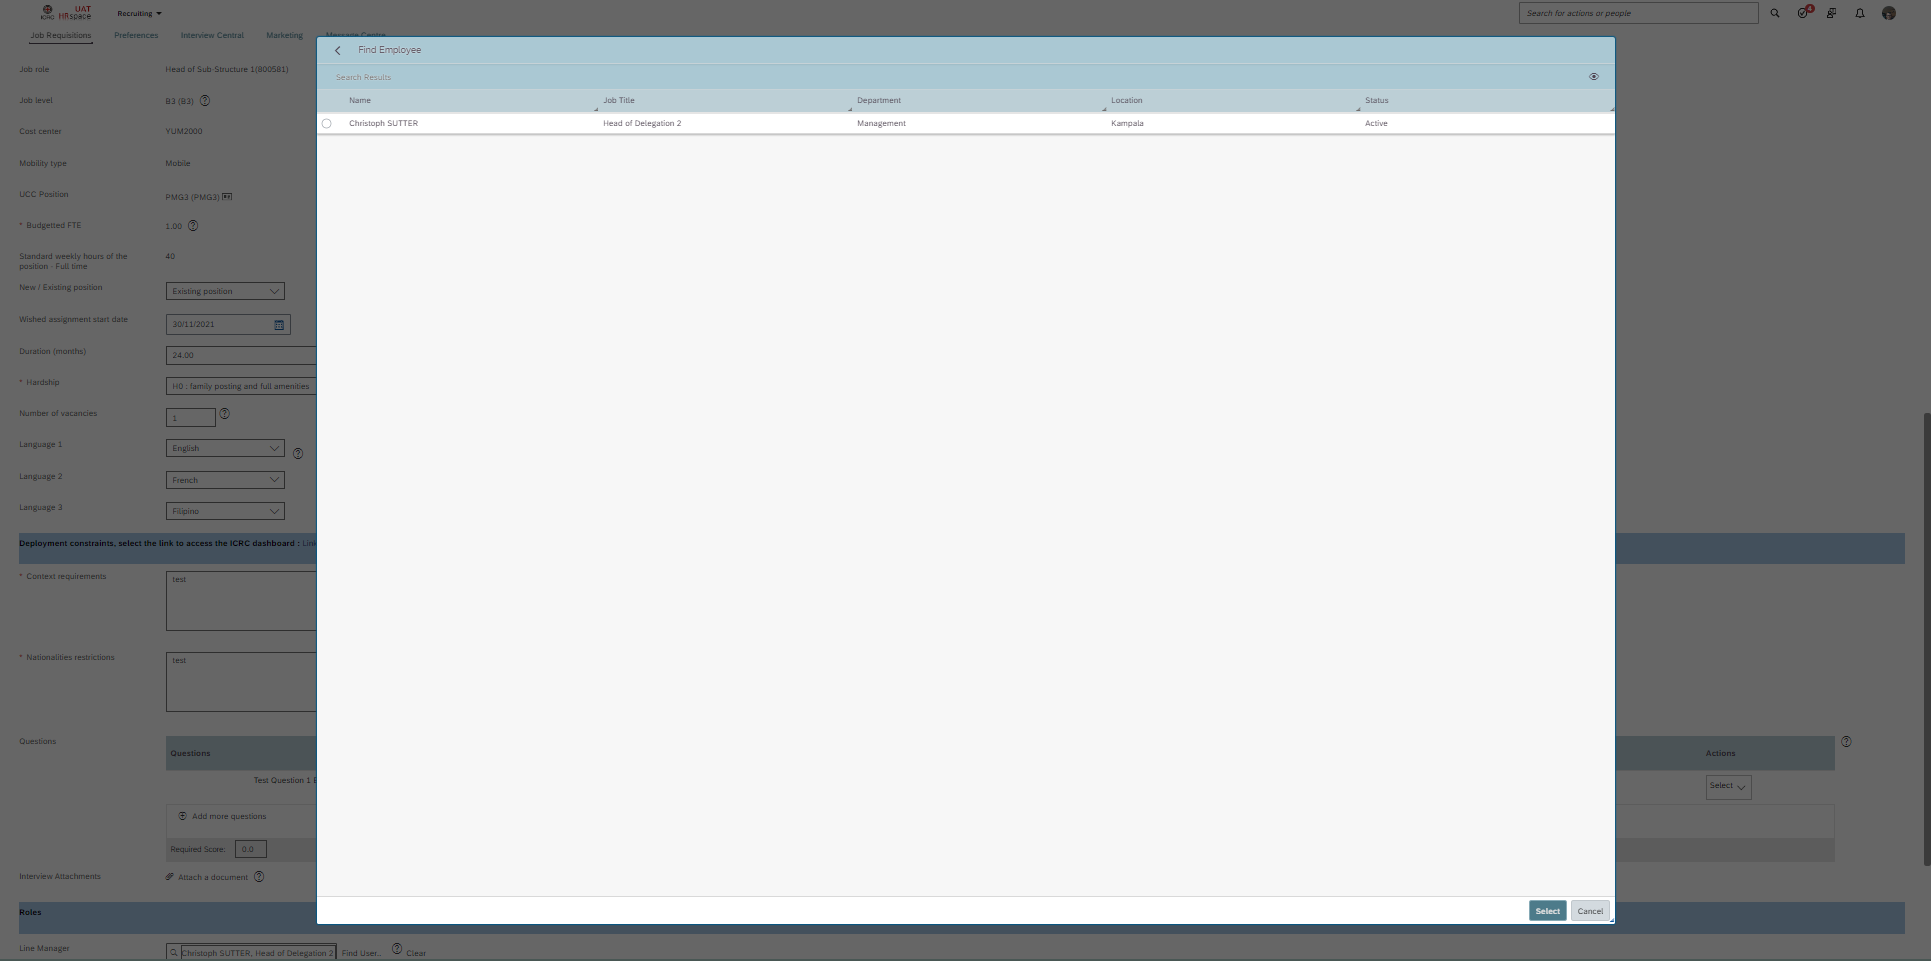 UAT
ICRC HRspace
Recruiting
Search for actions or people
4
Job Requisitions
Preferences
Interview Central
Marketing
Message Centre
Find Employee
Search Results
Name
Job Title
Department
Location
Status
Christoph SUTTER
Head of Delegation 2
Management
Kampala
Active
Job role
Head of Sub-Structure 1(800581)
Job level
B3 (B3)
Cost center
YUM2000
Mobility type
Mobile
UCC Position
PMG3 (PMG3)
* Budgetted FTE
1.00
Standard weekly hours of the
position - Full time
40
New / Existing position
Existing position
Wished assignment start date
30/11/2021
Duration (months)
24.00
* Hardship
H0 : family posting and full amenities
Number of vacancies
1
Language 1
English
Language 2
French
Language 3
Filipino
Deployment constraints, select the link to access the ICRC dashboard : Link
* Context requirements
test
* Nationalities restrictions
test
Questions
Questions
Actions
Test Question 1 E
Select
Add more questions
Required Score:
0.0
Interview Attachments
Attach a document
Roles
Select
Cancel
Line Manager
Christoph SUTTER, Head of Delegation 2
Find User..
Clear